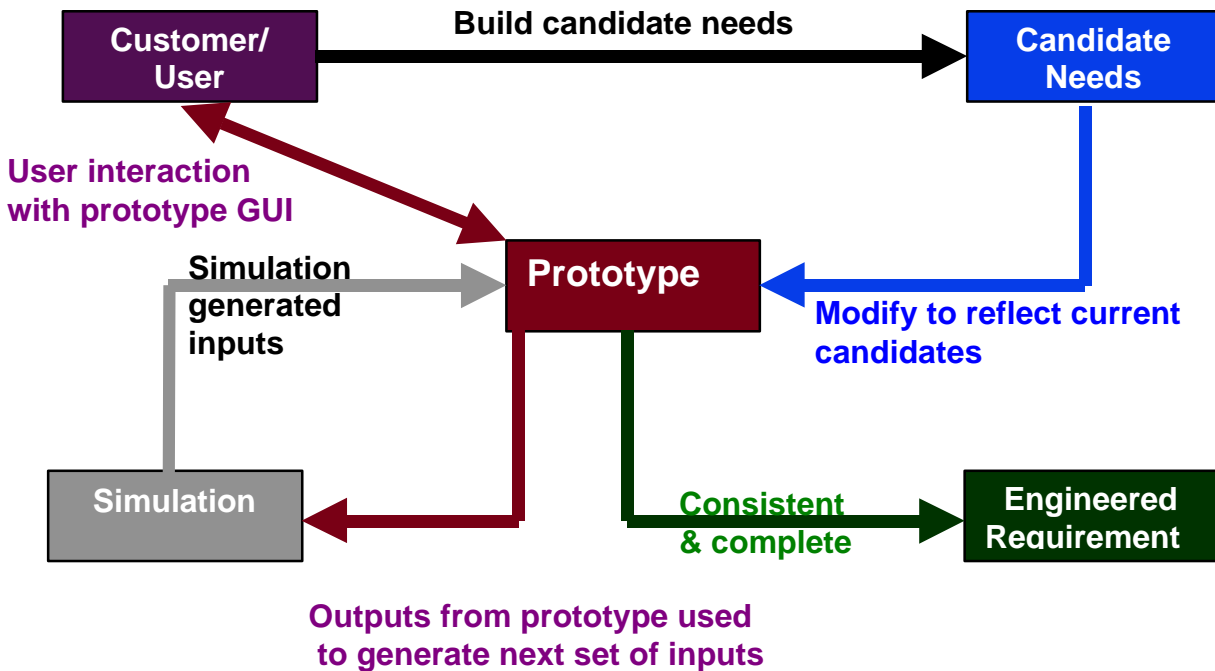 Customer/
User
Build candidate needs
Candidate
Needs
User interaction
with prototype GUI
Simulation
generated
inputs
Prototype
Modify to reflect current
candidates
Simulation
Consistent
& complete
Engineered
Requirement
Outputs from prototype used
to generate next set of inputs